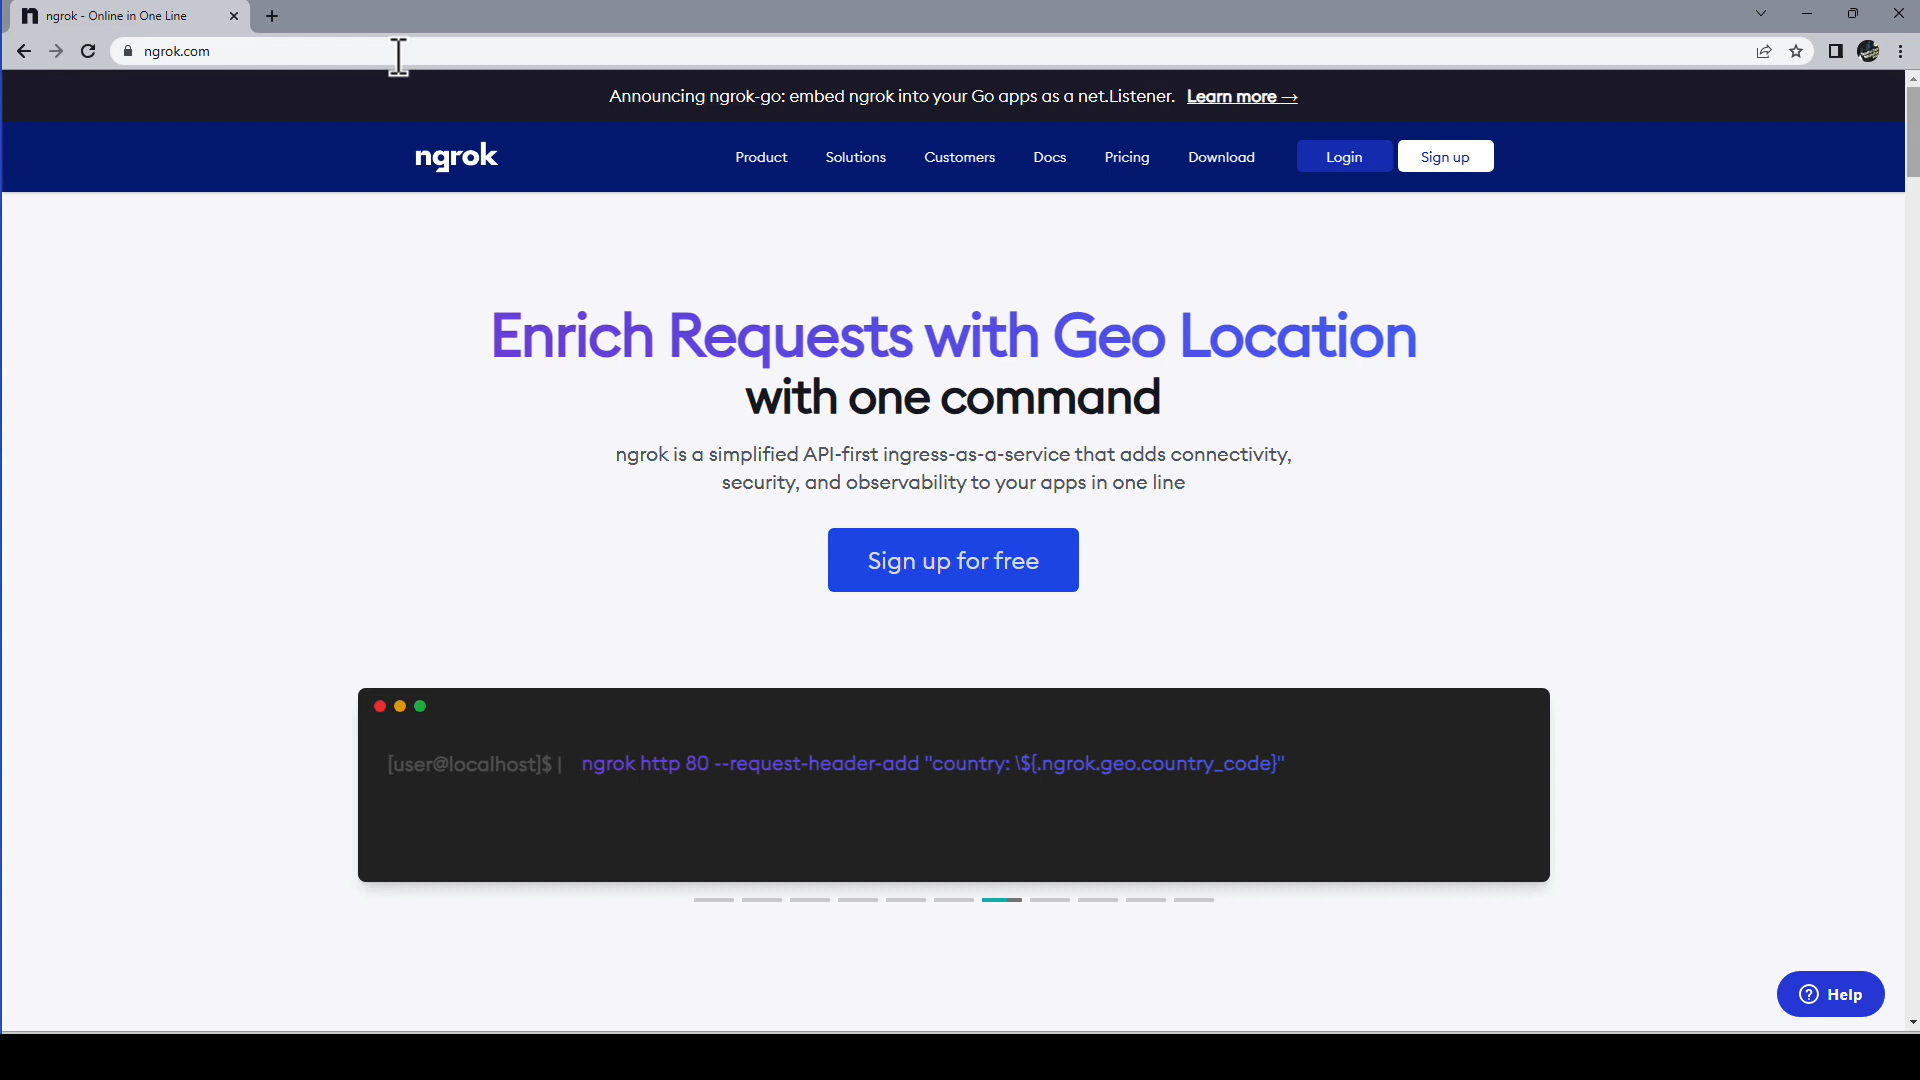 ngrok - Online in One Line
ngrok.com
Announcing ngrok-go: embed ngrok into your Go apps as a net.Listener. Learn more →
ngrok
Product Solutions Customers Docs Pricing Download Login Sign up
Enrich Requests with Geo Location
with one command
ngrok is a simplified API-first ingress-as-a-service that adds connectivity,
security, and observability to your apps in one line
Sign up for free
[user@localhost]$ | ngrok http 80 --request-header-add "country: \${.ngrok.geo.country_code}"
Help